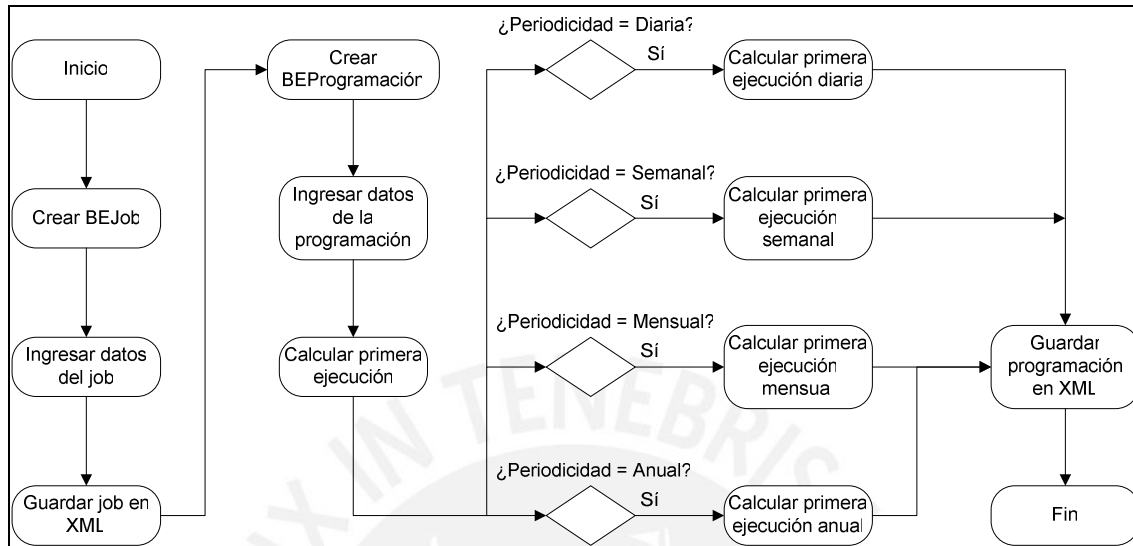 Inicio
Crear BEJob
Ingresar datos
del job
Guardar job en
XML
Crear
BEProgramación
Ingresar datos
de la
programación
Calcular primera
ejecución
¿Periodicidad = Diaria?
Sí
Calcular primera
ejecución diaria
¿Periodicidad = Semanal?
Sí
Calcular primera
ejecución
semanal
¿Periodicidad = Mensual?
Sí
Calcular primera
ejecución
mensua
¿Periodicidad = Anual?
Sí
Calcular primera
ejecución anual
Guardar
programación
en XML
Fin
X IN TENEBRIS